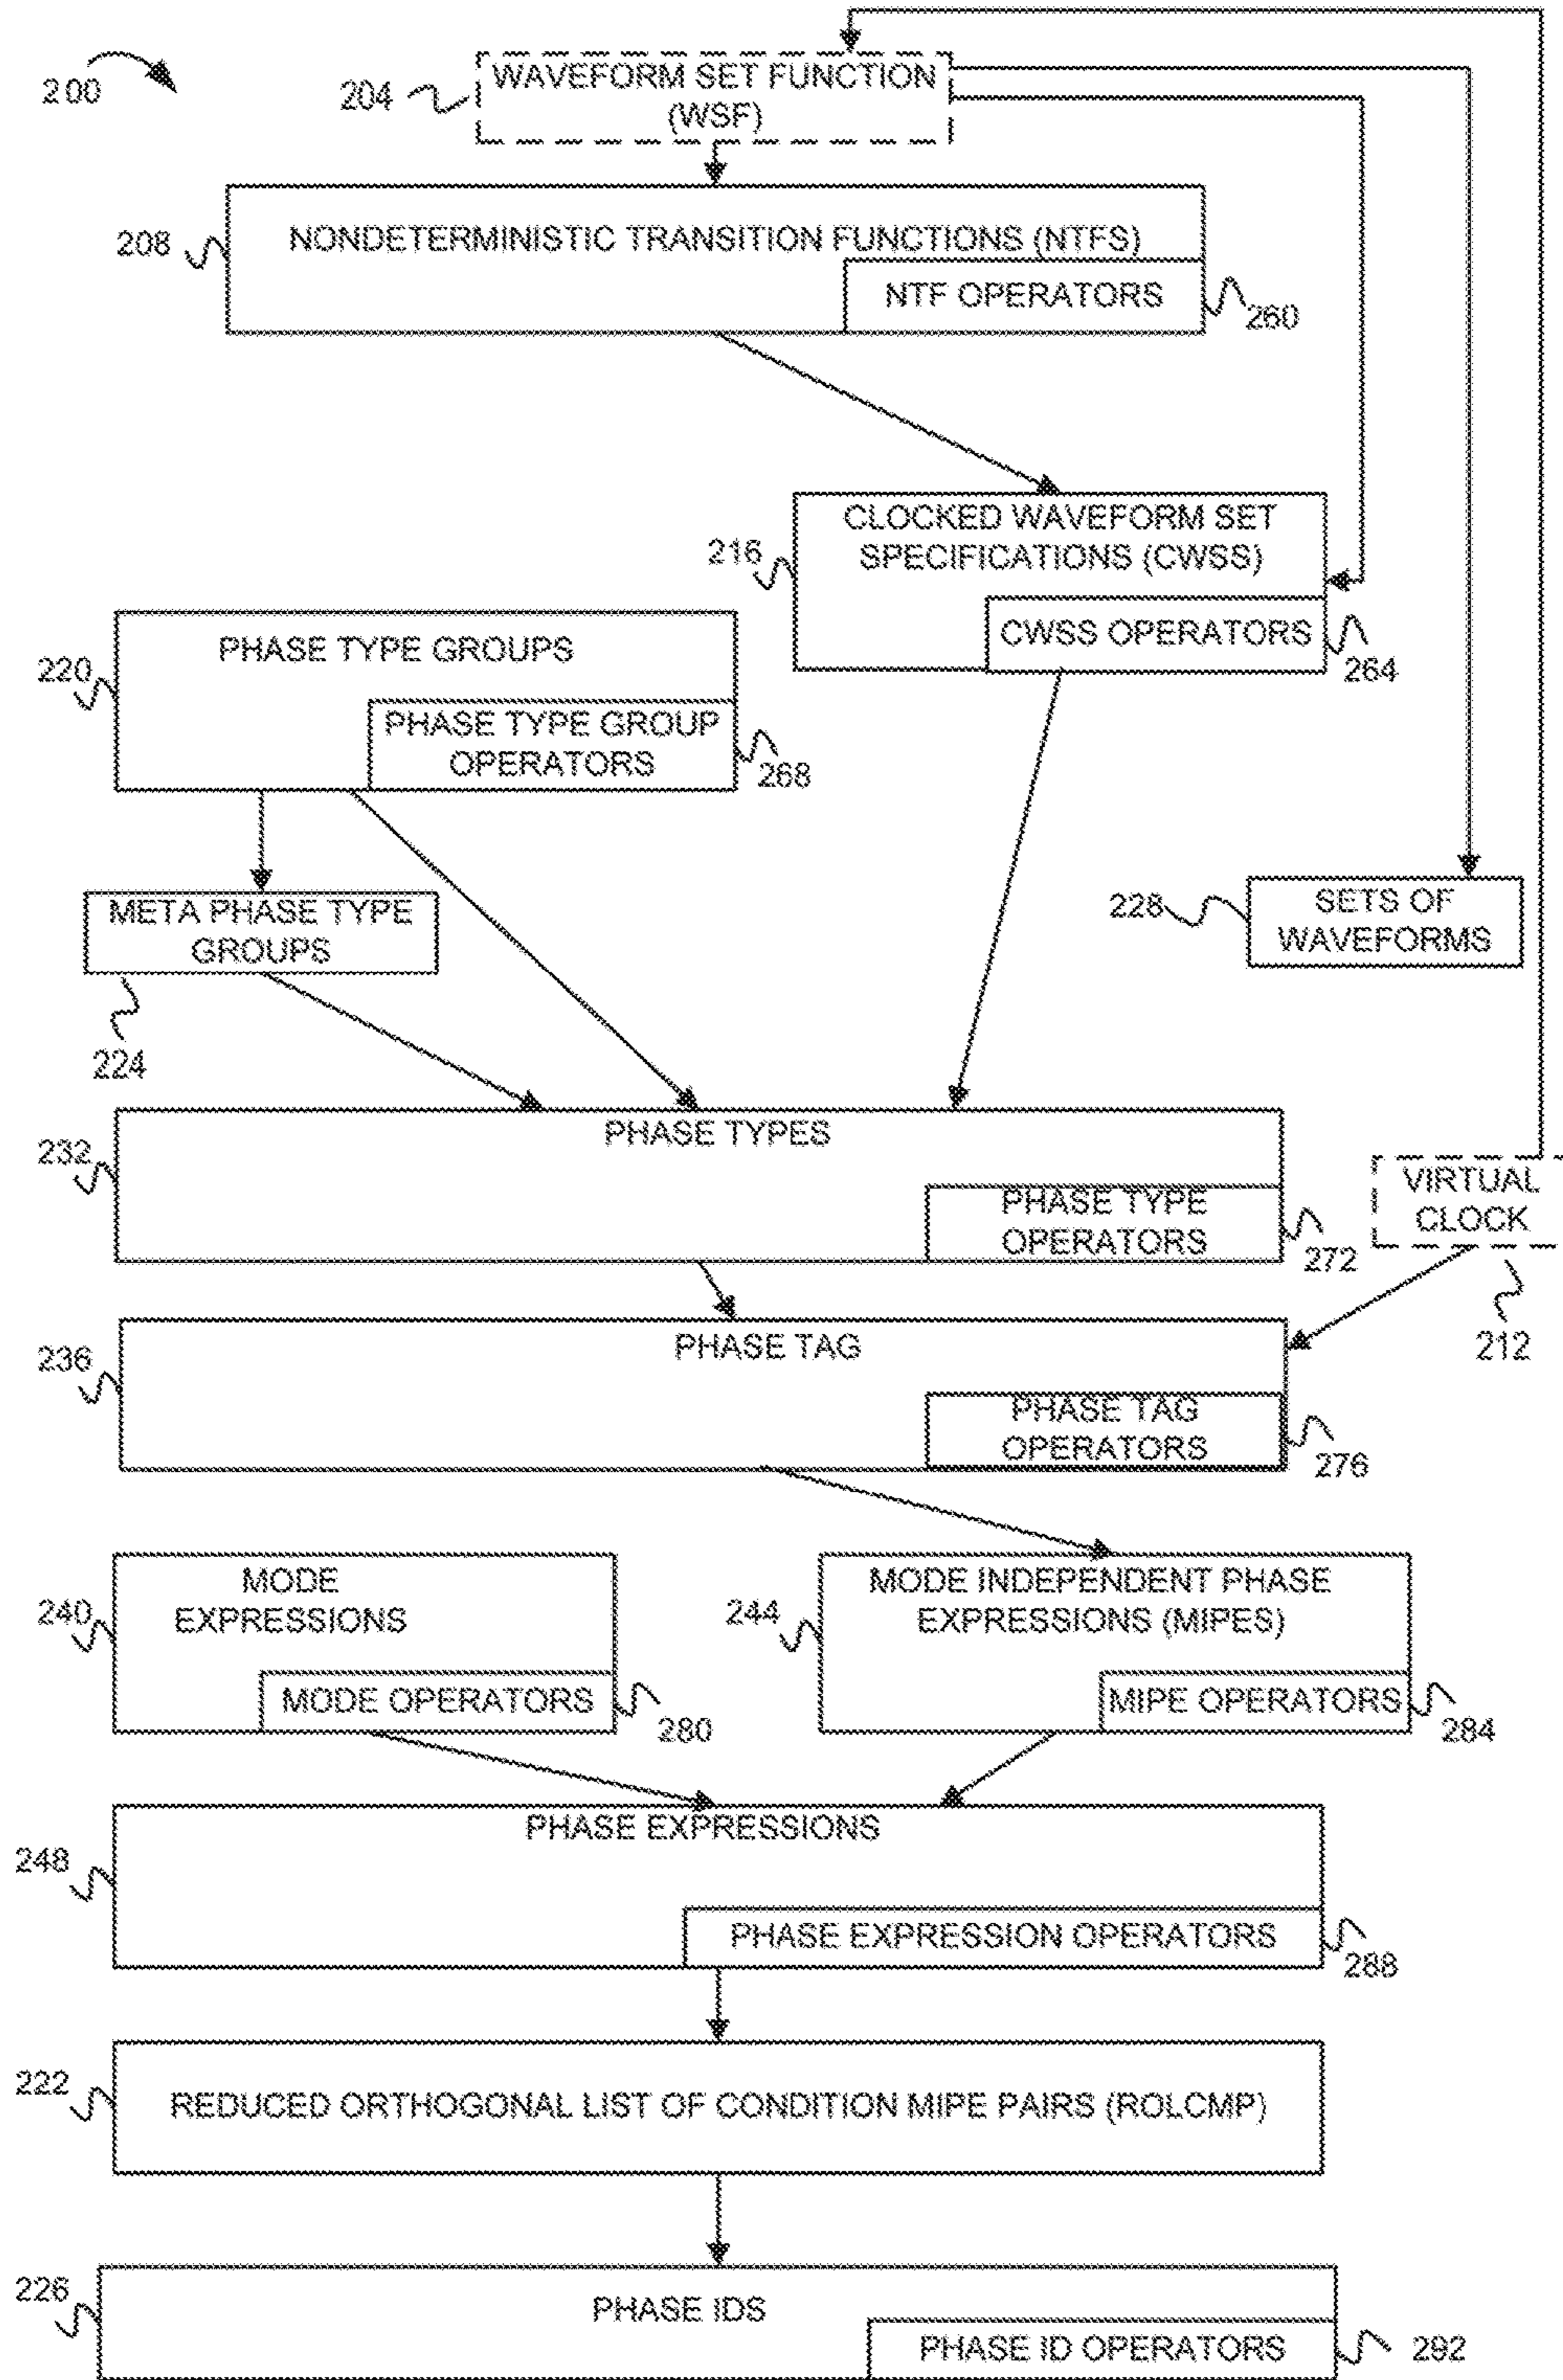 200
204
WAVEFORM SET FUNCTION
(WSF)
208
NONDETERMINISTIC TRANSITION FUNCTIONS (NTFS)
NTF OPERATORS
260
216
CLOCKED WAVEFORM SET
SPECIFICATIONS (CWSS)
CWSS OPERATORS
264
220
PHASE TYPE GROUPS
PHASE TYPE GROUP
OPERATORS
268
META PHASE TYPE
GROUPS
224
228
SETS OF
WAVEFORMS
232
PHASE TYPES
PHASE TYPE
OPERATORS
272
VIRTUAL
CLOCK
212
236
PHASE TAG
PHASE TAG
OPERATORS
276
240
MODE
EXPRESSIONS
MODE OPERATORS
280
244
MODE INDEPENDENT PHASE
EXPRESSIONS (MIPES)
MIPE OPERATORS
284
248
PHASE EXPRESSIONS
PHASE EXPRESSION OPERATORS
288
222
REDUCED ORTHOGONAL LIST OF CONDITION MIPE PAIRS (ROLCMP)
226
PHASE IDS
PHASE ID OPERATORS
292